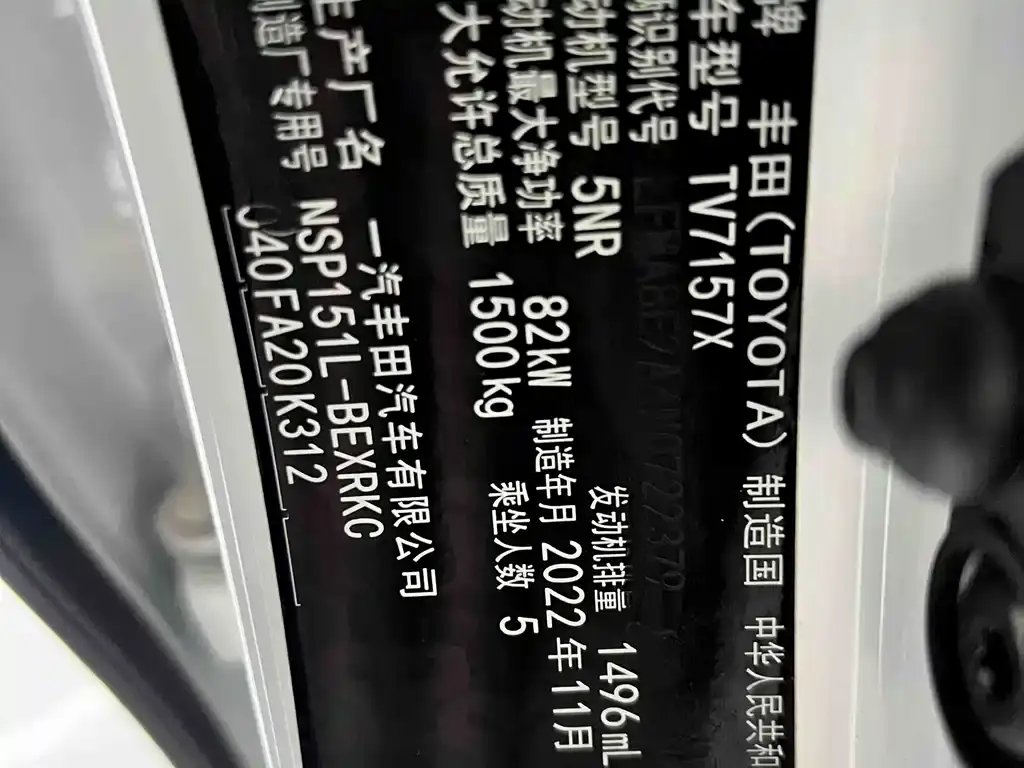 牌 丰田(TOYOTA) 制造国 中华人民共和
车型号 TV7157X
识别代号
动机型号 5NR 发动机排量 1496mL
动机最大净功率 82kW 制造年月 2022年11月
大允许总质量 1500kg 乘坐人数 5
生产厂名 一汽丰田汽车有限公司
制造厂专用号 NSP151L-BEXRKC
040FA20K312